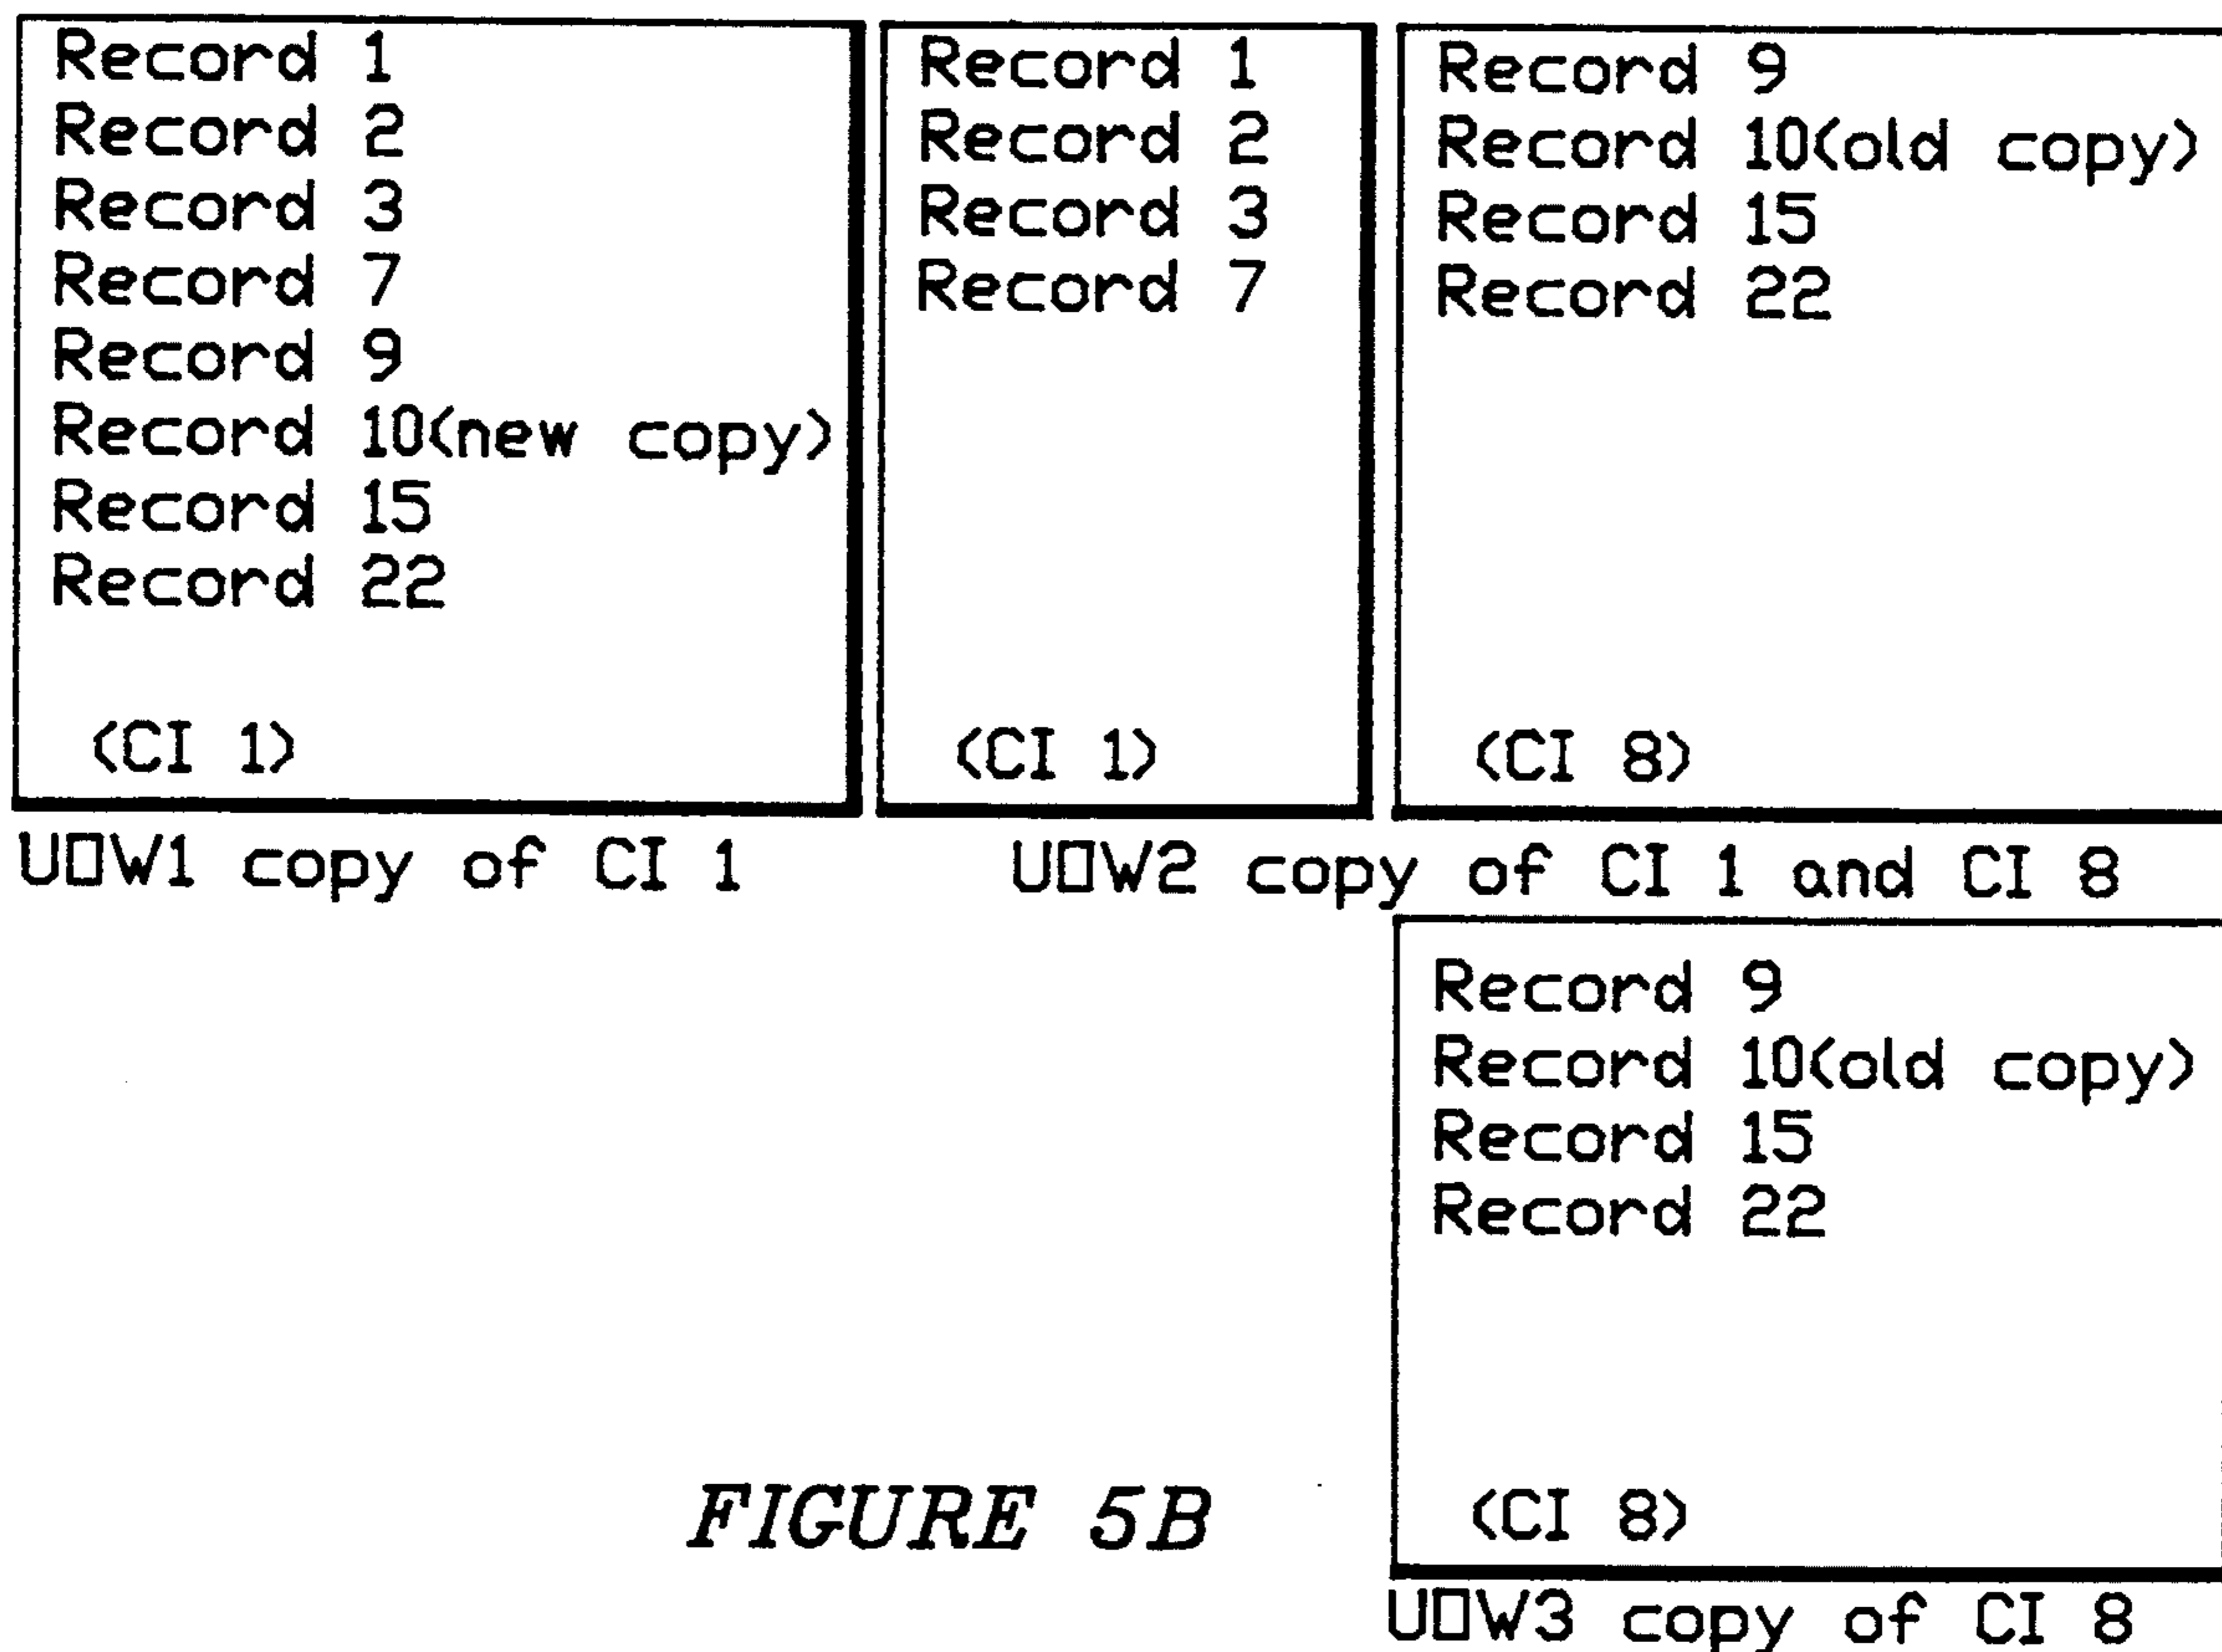 Record 1
Record 2
Record 3
Record 7
Record 9
Record 10(new copy)
Record 15
Record 22
(CI 1)
UOW1 copy of CI 1
Record 1
Record 2
Record 3
Record 7
(CI 1)
Record 9
Record 10(old copy)
Record 15
Record 22
(CI 8)
UOW2 copy of CI 1 and CI 8
Record 9
Record 10(old copy)
Record 15
Record 22
(CI 8)
UOW3 copy of CI 8
FIGURE 5B